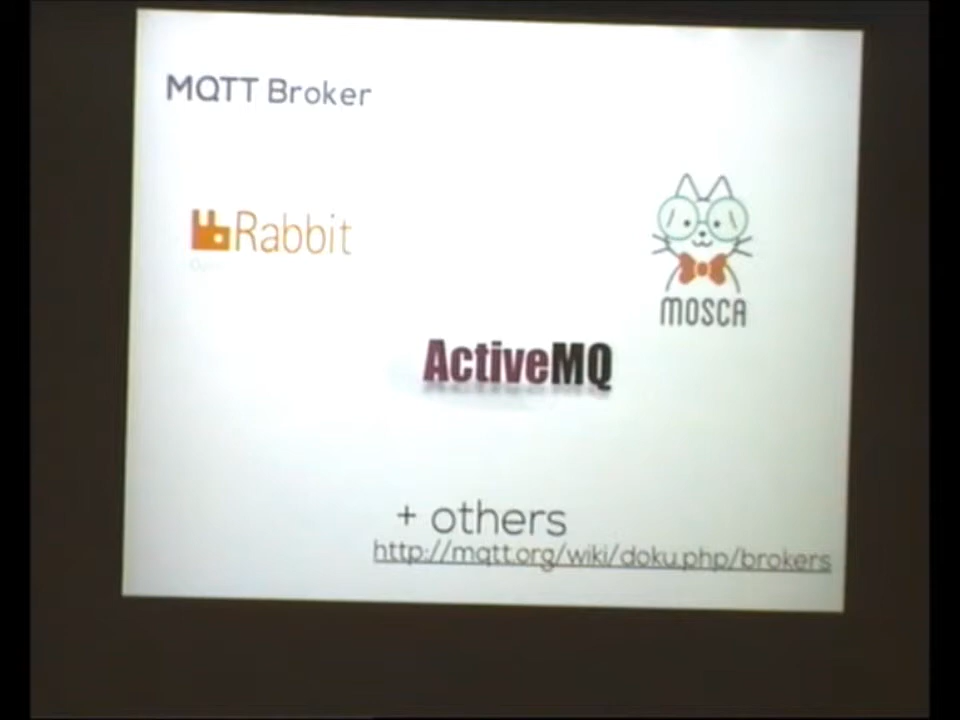 MQTT Broker
Rabbit
MOSCA
ActiveMQ
+ others
http://mqtt.org/wiki/doku.php/brokers